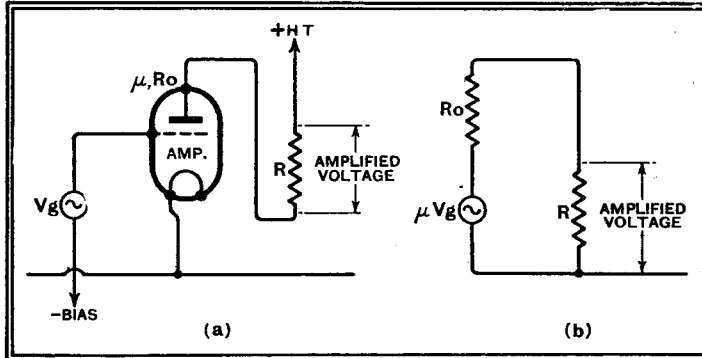 +HT
μ,Ro
AMP.
R
AMPLIFIED
VOLTAGE
Vg
-BIAS
(a)
Ro
μVg
R
AMPLIFIED
VOLTAGE
(b)